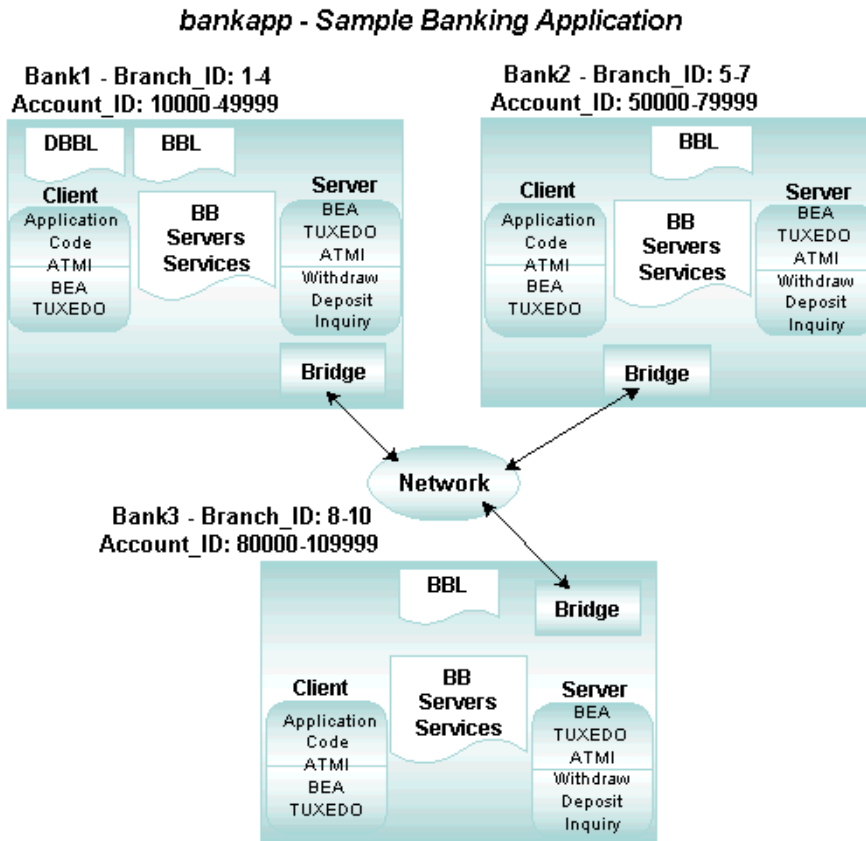 bankapp - Sample Banking Application
Bank1 - Branch_ID: 1-4
Account_ID: 10000-49999
DBBL
BBL
Client
Application
Code
ATMI
BEA
TUXEDO
BB
Servers
Services
Server
BEA
TUXEDO
ATMI
Withdraw
Deposit
Inquiry
Bridge
Bank2 - Branch_ID: 5-7
Account_ID: 50000-79999
BBL
Client
Application
Code
ATMI
BEA
TUXEDO
BB
Servers
Services
Server
BEA
TUXEDO
ATMI
Withdraw
Deposit
Inquiry
Bridge
Network
Bank3 - Branch_ID: 8-10
Account_ID: 80000-109999
BBL
Bridge
Client
Application
Code
ATMI
BEA
TUXEDO
BB
Servers
Services
Server
BEA
TUXEDO
ATMI
Withdraw
Deposit
Inquiry